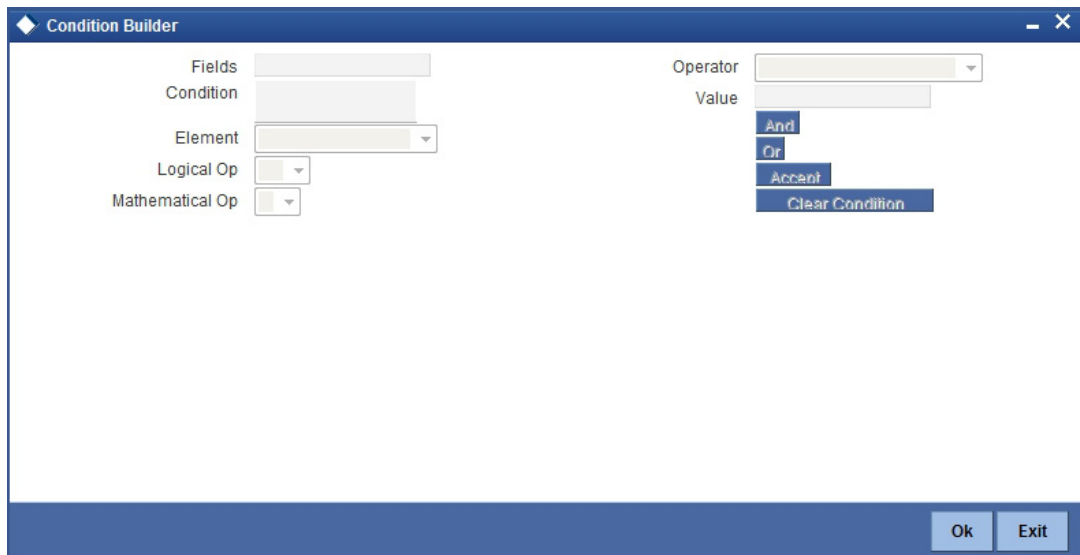 Condition Builder
Fields
Condition
Element
Logical Op
Mathematical Op
Operator
Value
And
Or
Accept
Clear Condition
Ok
Exit